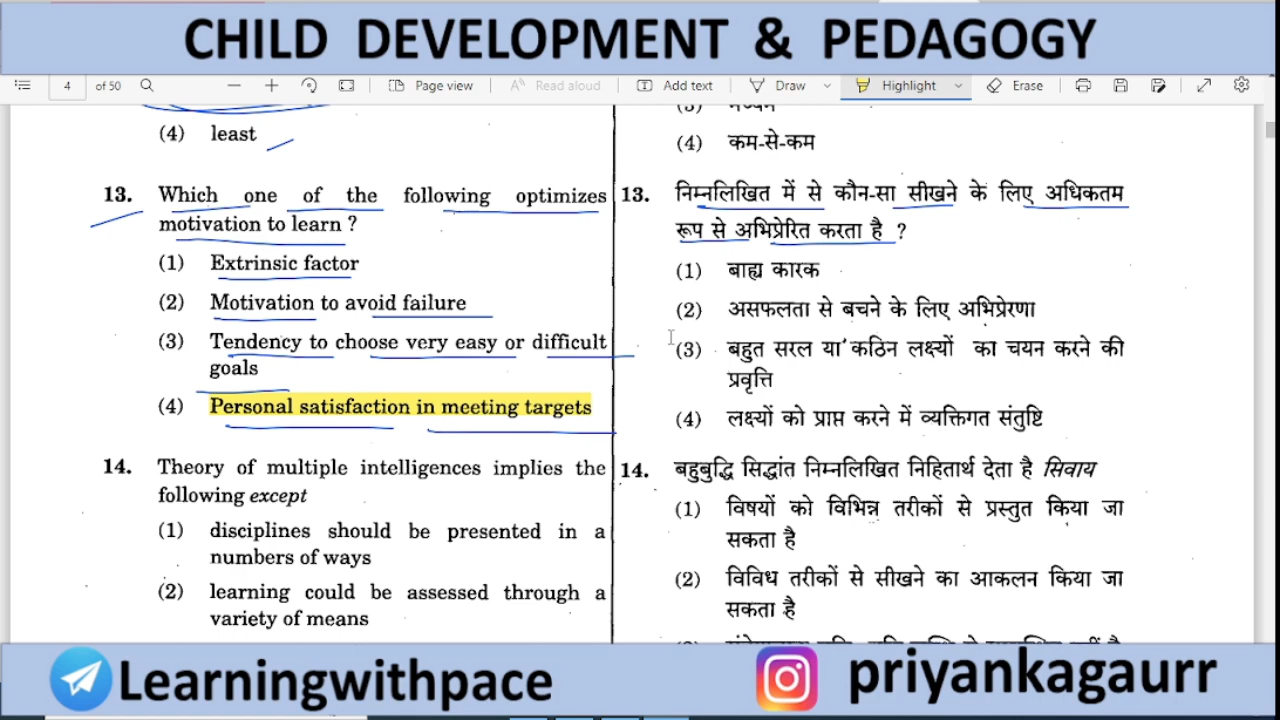 CHILD DEVELOPMENT & PEDAGOGY
4 of 50 Page view Read aloud Add text Draw Highlight Erase
(4) least
13. Which one of the following optimizes
motivation to learn ?
(1) Extrinsic factor
(2) Motivation to avoid failure
(3) Tendency to choose very easy or difficult
goals
(4) Personal satisfaction in meeting targets
14. Theory of multiple intelligences implies the
following except
(1) disciplines should be presented in a
numbers of ways
(2) learning could be assessed through a
variety of means
(3) मध्यम
(4) कम-से-कम
13. निम्नलिखित में से कौन-सा सीखने के लिए अधिकतम
रूप से अभिप्रेरित करता है ?
(1) बाह्य कारक
(2) असफलता से बचने के लिए अभिप्रेरणा
(3) बहुत सरल या कठिन लक्ष्यों का चयन करने की
प्रवृत्ति
(4) लक्ष्यों को प्राप्त करने में व्यक्तिगत संतुष्टि
14. बहुबुद्धि सिद्धांत निम्नलिखित निहितार्थ देता है सिवाय
(1) विषयों को विभिन्न तरीकों से प्रस्तुत किया जा
सकता है
(2) विविध तरीकों से सीखने का आकलन किया जा
सकता है
Learningwithpace
priyankagaurr